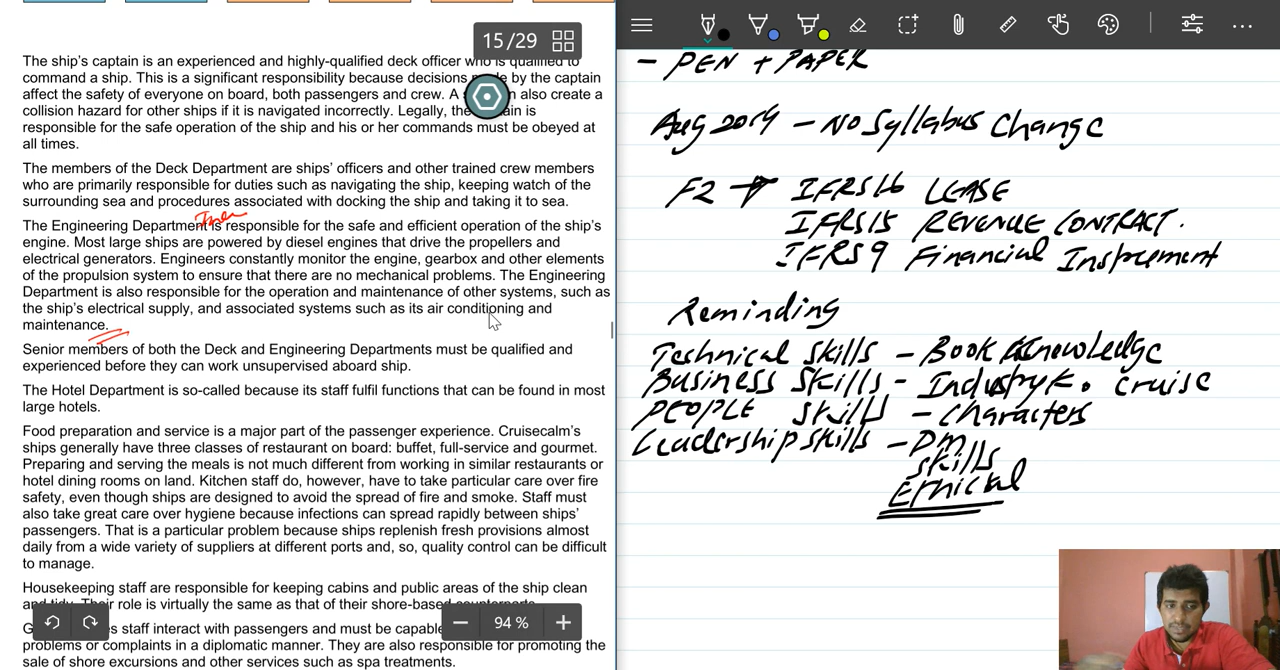 15/29
The ship's captain is an experienced and highly-qualified deck officer who is qualified to
command a ship. This is a significant responsibility because decisions by the captain
affect the safety of everyone on board, both passengers and crew. A also create a
collision hazard for other ships if it is navigated incorrectly. Legally, the is
responsible for the safe operation of the ship and his or her commands must be obeyed at
all times.
The members of the Deck Department are ships' officers and other trained crew members
who are primarily responsible for duties such as navigating the ship, keeping watch of the
surrounding sea and procedures associated with docking the ship and taking it to sea.
The Engineering Department is responsible for the safe and efficient operation of the ship's
engine. Most large ships are powered by diesel engines that drive the propellers and
electrical generators. Engineers constantly monitor the engine, gearbox and other elements
of the propulsion system to ensure that there are no mechanical problems. The Engineering
Department is also responsible for the operation and maintenance of other systems, such as
the ship's electrical supply, and associated systems such as its air conditioning and
maintenance.
Senior members of both the Deck and Engineering Departments must be qualified and
experienced before they can work unsupervised aboard ship.
The Hotel Department is so-called because its staff fulfil functions that can be found in most
large hotels.
Food preparation and service is a major part of the passenger experience. Cruisecalm's
ships generally have three classes of restaurant on board: buffet, full-service and gourmet.
Preparing and serving the meals is not much different from working in similar restaurants or
hotel dining rooms on land. Kitchen staff do, however, have to take particular care over fire
safety, even though ships are designed to avoid the spread of fire and smoke. Staff must
also take great care over hygiene because infections can spread rapidly between ships'
passengers. That is a particular problem because ships replenish fresh provisions almost
daily from a wide variety of suppliers at different ports and, so, quality control can be difficult
to manage.
Housekeeping staff are responsible for keeping cabins and public areas of the ship clean
and tidy. Their role is virtually the same as that of their shore-based counterparts.
staff interact with passengers and must be capable
problems or complaints in a diplomatic manner. They are also responsible for promoting the
sale of shore excursions and other services such as spa treatments.
94 %
- PEN + PAPER
Aug 2019 - No Syllabus Change
F2 → IFRS 16 LEASE
IFRS 15 REVENUE CONTRACT.
IFRS 9 Financial Instrument
Reminding
Technical skills - Book Knowledge
Business Skills - Industry K. cruise
PEOPLE skills - characters
Leadership skills - DM
skills
Ethical